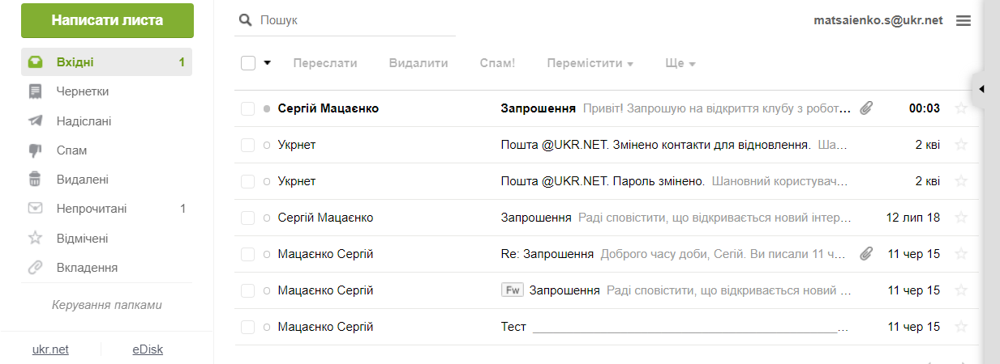 Написати листа
Пошук
matsaienko.s@ukr.net
Вхідні 1
Чернетки
Надіслані
Спам
Видалені
Непрочитані 1
Відмічені
Вкладення
Керування папками
ukr.net eDisk
Переслати Видалити Спам! Перемістити Ще
Сергій Мацаєнко Запрошення Привіт! Запрошую на відкриття клубу з робот... 00:03
Укрнет Пошта @UKR.NET. Змінено контакти для відновлення. Ша... 2 кві
Укрнет Пошта @UKR.NET. Пароль змінено. Шановний користувач... 2 кві
Сергій Мацаєнко Запрошення Раді сповістити, що відкривається новий інтер... 12 лип 18
Мацаєнко Сергій Re: Запрошення Доброго часу доби, Сегій. Ви писали 11 ч... 11 чер 15
Мацаєнко Сергій Fw Запрошення Раді сповістити, що відкривається новий ... 11 чер 15
Мацаєнко Сергій Тест ________________________________________... 11 чер 15